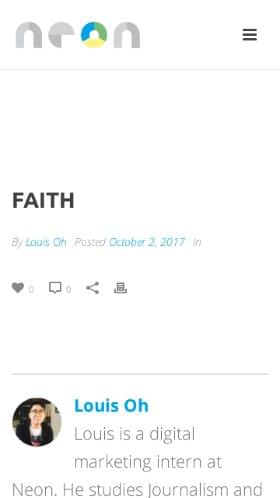 neon
FAITH
By Louis Oh Posted October 2, 2017 In
0 0
Louis Oh
Louis is a digital
marketing intern at
Neon. He studies Journalism and